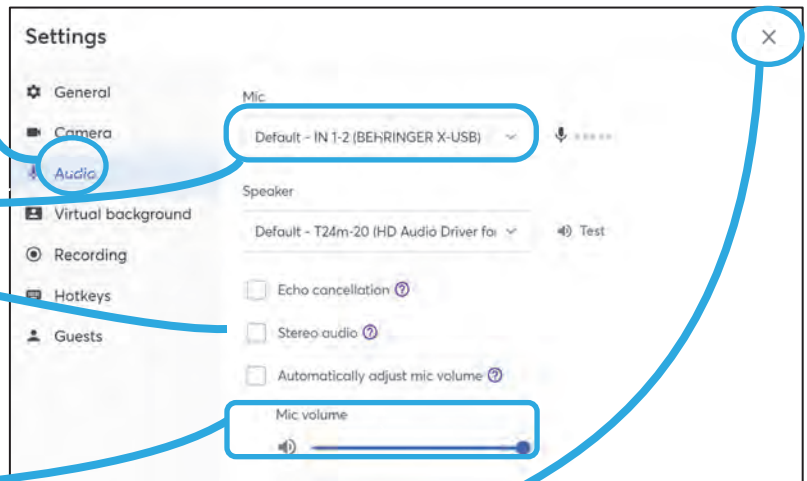 Settings
General
Camera
Audio
Virtual background
Recording
Hotkeys
Guests
Mic
Default - IN 1-2 (BEHRINGER X-USB)
Speaker
Default - T24m-20 (HD Audio Driver for
Test
Echo cancellation
Stereo audio
Automatically adjust mic volume
Mic volume